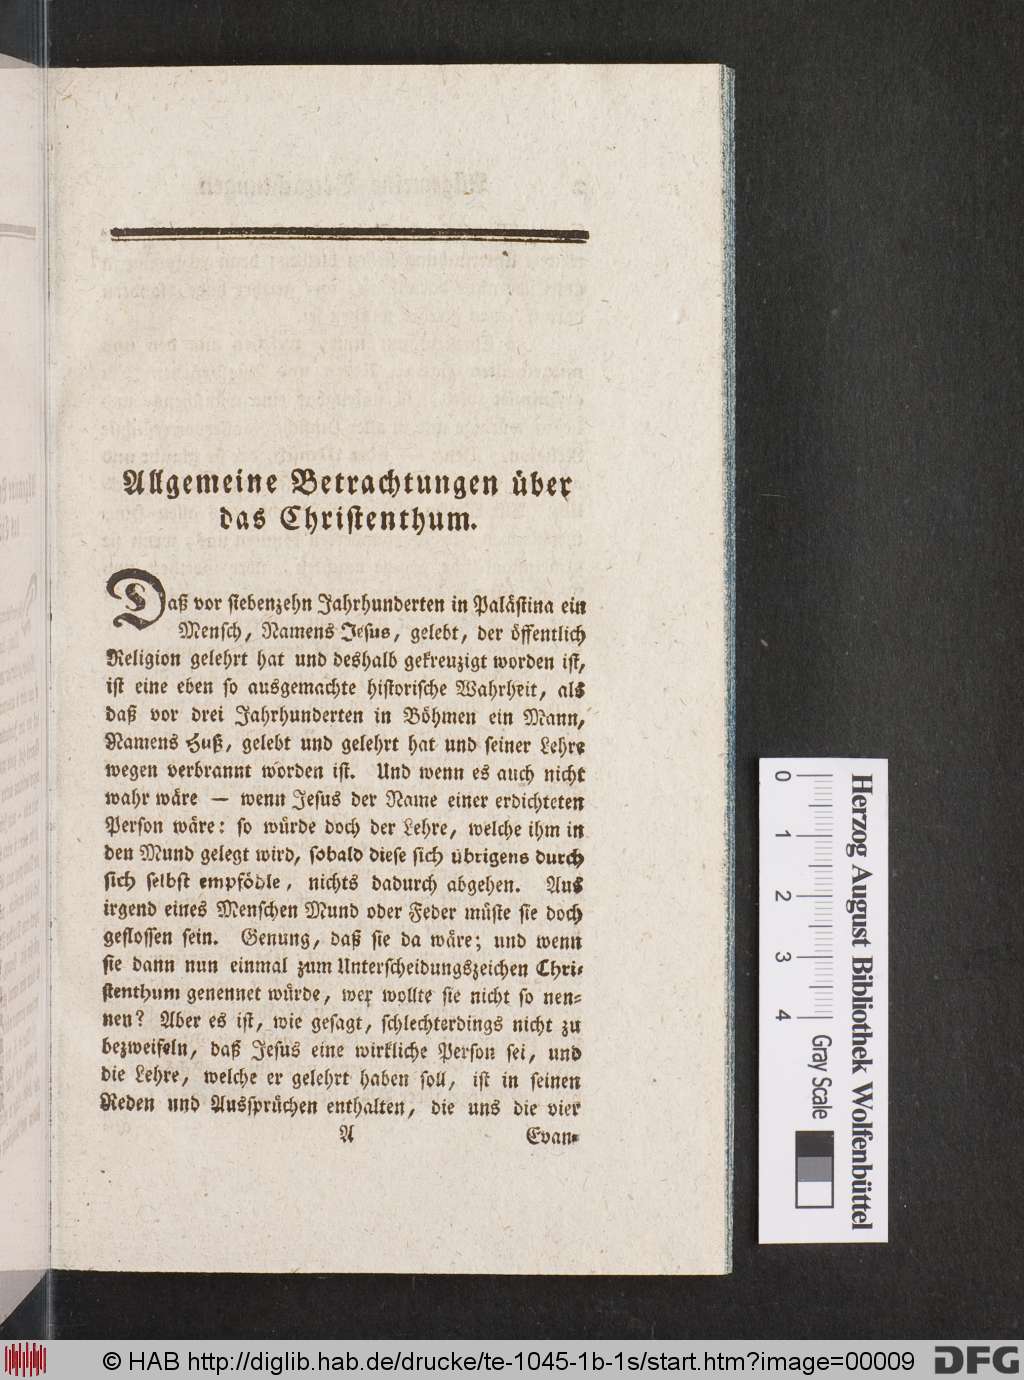 Allgemeine Betrachtungen über
das Christenthum.
Daß vor siebenzehn Jahrhunderten in Palästina ein
Mensch, Namens Jesus, gelebt, der öffentlich
Religion gelehrt hat und deshalb gekreuzigt worden ist,
ist eine eben so ausgemachte historische Wahrheit, als
daß vor drei Jahrhunderten in Böhmen ein Mann,
Namens Huß, gelebt und gelehrt hat und seiner Lehre
wegen verbrannt worden ist. Und wenn es auch nicht
wahr wäre — wenn Jesus der Name einer erdichteten
Person wäre: so würde doch der Lehre, welche ihm in
den Mund gelegt wird, sobald diese sich übrigens durch
sich selbst empföhle, nichts dadurch abgehen. Aus
irgend eines Menschen Mund oder Feder müste sie doch
geflossen sein. Genung, daß sie da wäre; und wenn
sie dann nun einmal zum Unterscheidungszeichen Chri-
stenthum genennet würde, wer wollte sie nicht so nen-
nen? Aber es ist, wie gesagt, schlechterdings nicht zu
bezweifeln, daß Jesus eine wirkliche Person sei, und
die Lehre, welche er gelehrt haben soll, ist in seinen
Reden und Aussprüchen enthalten, die uns die vier
A Evan-
0 1 2 3 4 Gray Scale
Herzog August Bibliothek Wolfenbüttel
© HAB http://diglib.hab.de/drucke/te-1045-1b-1s/start.htm?image=00009
DFG